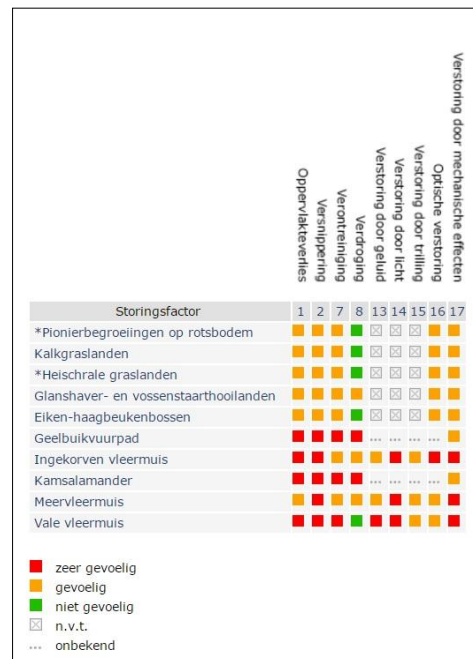 Oppervlakteverlies
Versnippering
Verontreiniging
Verdroging
Verstoring door geluid
Verstoring door licht
Verstoring door trilling
Optische verstoring
Verstoring door mechanische effecten
Storingsfactor 1 2 7 8 13 14 15 16 17
*Pionierbegroeiingen op rotsbodem
Kalkgraslanden
*Heischrale graslanden
Glanshaver- en vossenstaarthooilanden
Eiken-haagbeukenbossen
Geelbuikvuurpad ... ... ... ...
Ingekorven vleermuis
Kamsalamander ... ... ... ...
Meervleermuis
Vale vleermuis
zeer gevoelig
gevoelig
niet gevoelig
n.v.t.
... onbekend